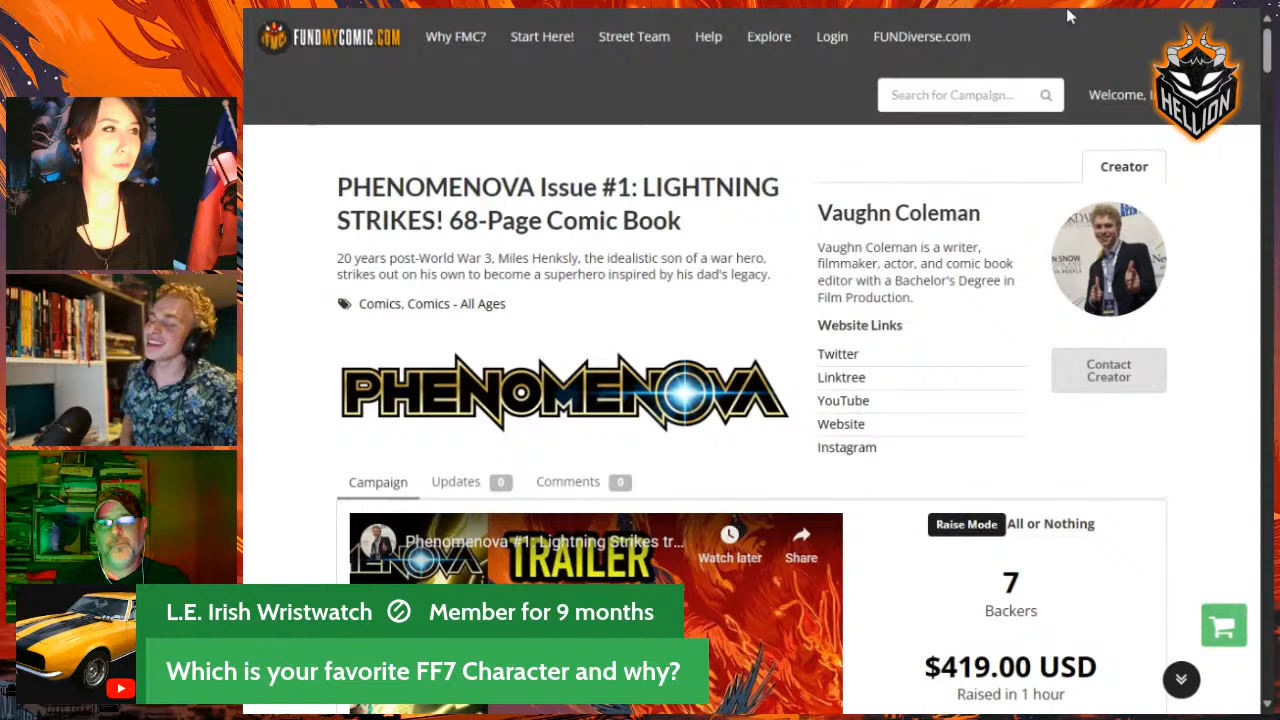 FUNDMYCOMIC.COM
Why FMC?
Start Here!
Street Team
Help
Explore
Login
FUNDiverse.com
Search for Campaign...
Welcome,
HELLION
PHENOMENOVA Issue #1: LIGHTNING
STRIKES! 68-Page Comic Book
20 years post-World War 3, Miles Henksly, the idealistic son of a war hero,
strikes out on his own to become a superhero inspired by his dad's legacy.
Comics, Comics - All Ages
PHENOMENOVA
Creator
Vaughn Coleman
Vaughn Coleman is a writer,
filmmaker, actor, and comic book
editor with a Bachelor's Degree in
Film Production.
Website Links
Twitter
Linktree
YouTube
Website
Instagram
Contact
Creator
Campaign
Updates 0
Comments 0
Phenomenova #1: Lightning Strikes tr...
Watch later
Share
TRAILER
Raise Mode All or Nothing
7
Backers
$419.00 USD
Raised in 1 hour
L.E. Irish Wristwatch Member for 9 months
Which is your favorite FF7 Character and why?